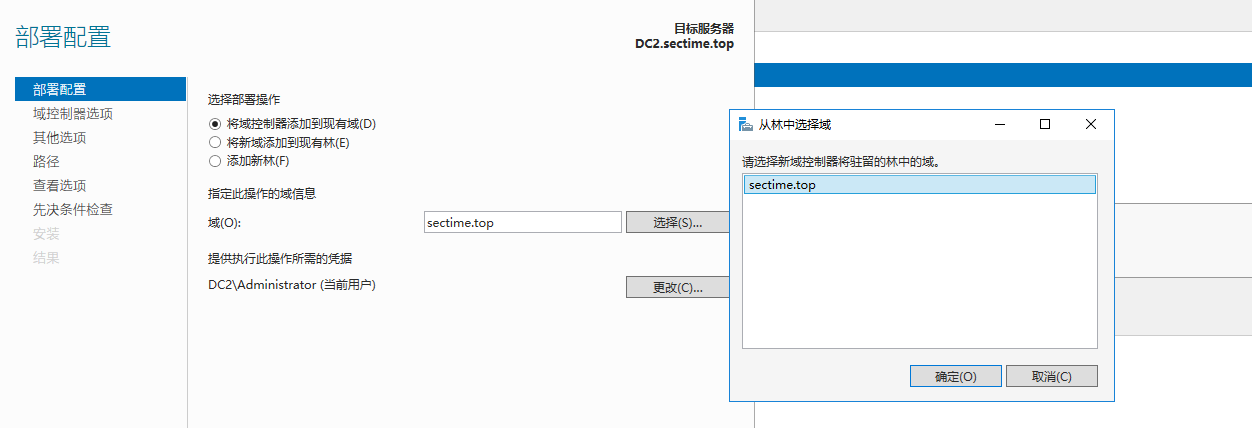 部署配置
目标服务器
DC2.sectime.top
部署配置
域控制器选项
其他选项
路径
查看选项
先决条件检查
安装
结果
选择部署操作
将域控制器添加到现有域(D)
将新域添加到现有林(E)
添加新林(F)
指定此操作的域信息
域(O):
sectime.top
选择(S)...
提供执行此操作所需的凭据
DC2\Administrator (当前用户)
更改(C)...
从林中选择域
请选择新域控制器将驻留的林中的域。
sectime.top
确定(O)
取消(C)